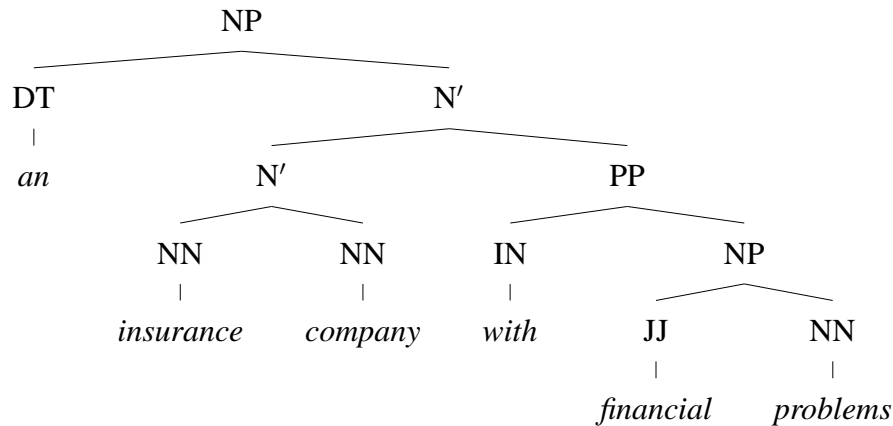 NP
DT N′
an N′ PP
NN NN IN NP
insurance company with JJ NN
financial problems